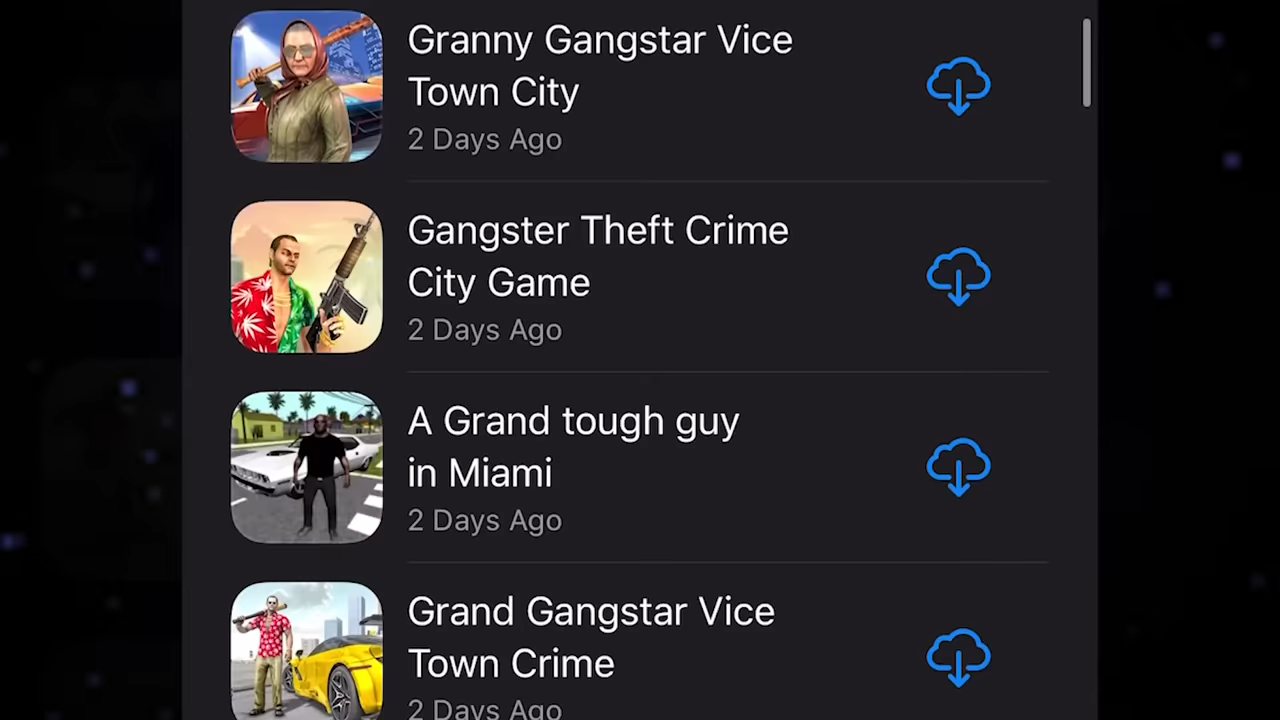 Granny Gangstar Vice
Town City
2 Days Ago
Gangster Theft Crime
City Game
2 Days Ago
A Grand tough guy
in Miami
2 Days Ago
Grand Gangstar Vice
Town Crime
2 Days Ago